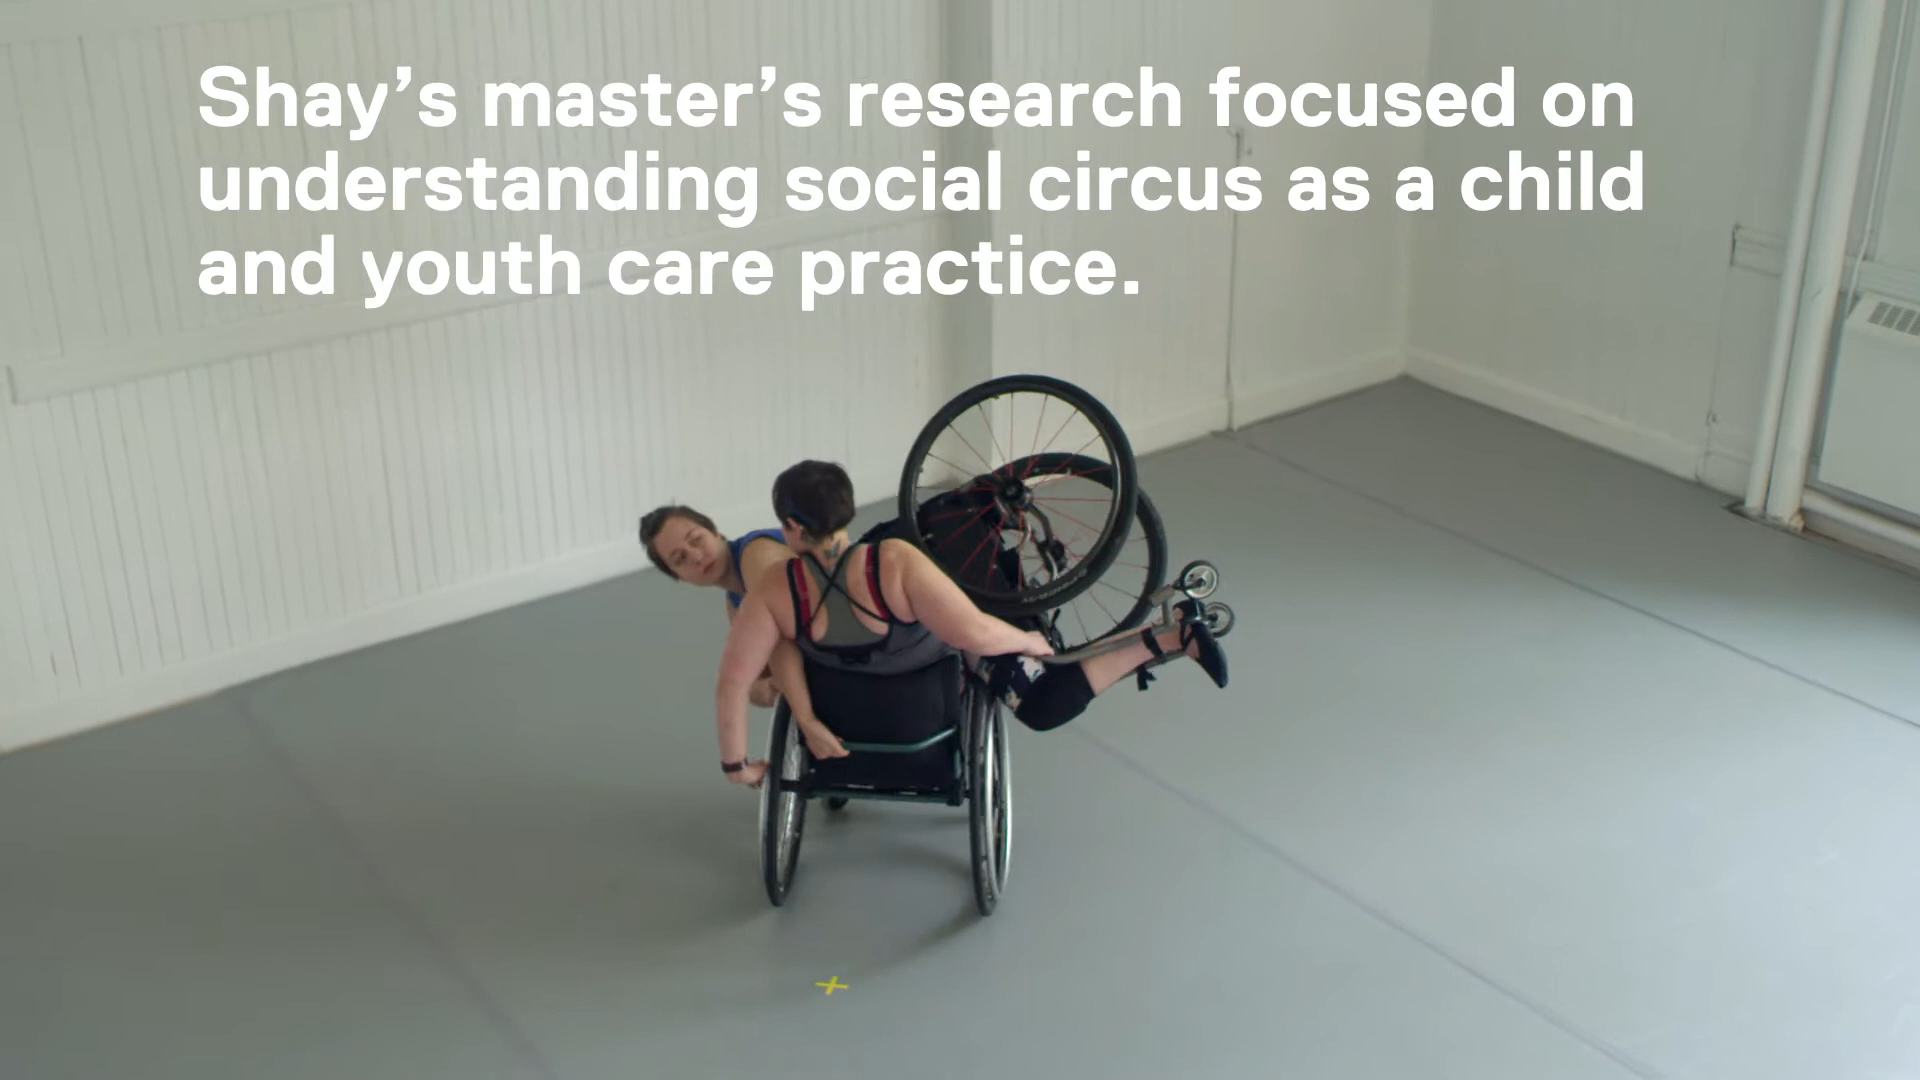 Shay’s master’s research focused on
understanding social circus as a child
and youth care practice.